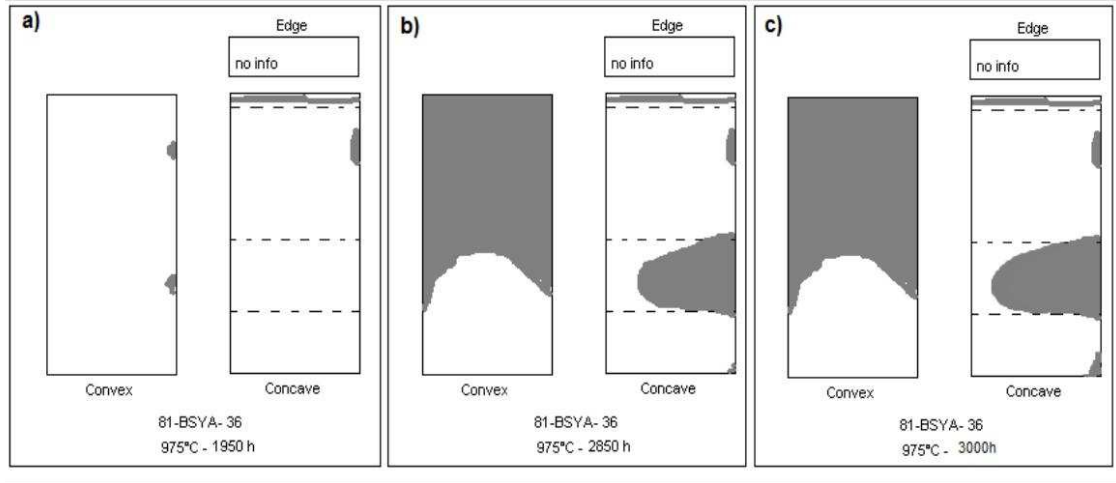 a)
Edge
no info
Convex
Concave
81-BSYA- 36
975°C - 1950 h
b)
Edge
no info
Convex
Concave
81-BSYA- 36
975°C - 2850 h
c)
Edge
no info
Convex
Concave
81-BSYA- 36
975°C - 3000h